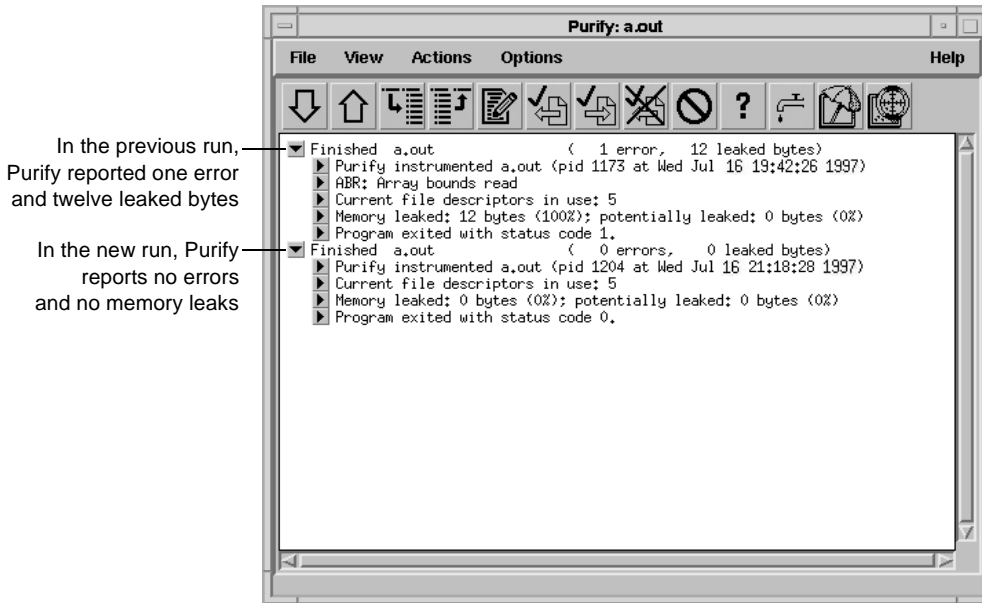 Purify: a.out
File View Actions Options Help
?
In the previous run,
Purify reported one error
and twelve leaked bytes
Finished a.out ( 1 error, 12 leaked bytes)
Purify instrumented a.out (pid 1173 at Wed Jul 16 19:42:26 1997)
ABR: Array bounds read
Current file descriptors in use: 5
Memory leaked: 12 bytes (100%); potentially leaked: 0 bytes (0%)
Program exited with status code 1.
In the new run, Purify
reports no errors
and no memory leaks
Finished a.out ( 0 errors, 0 leaked bytes)
Purify instrumented a.out (pid 1204 at Wed Jul 16 21:18:28 1997)
Current file descriptors in use: 5
Memory leaked: 0 bytes (0%); potentially leaked: 0 bytes (0%)
Program exited with status code 0.